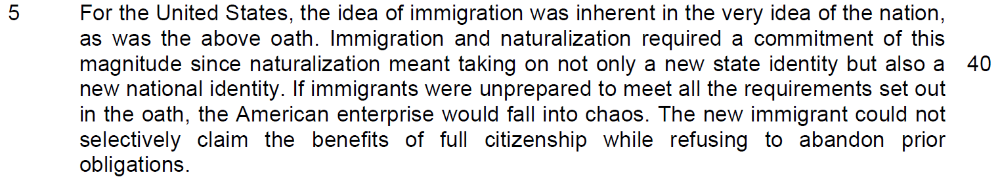 5 For the United States, the idea of immigration was inherent in the very idea of the nation,
as was the above oath. Immigration and naturalization required a commitment of this
magnitude since naturalization meant taking on not only a new state identity but also a 40
new national identity. If immigrants were unprepared to meet all the requirements set out
in the oath, the American enterprise would fall into chaos. The new immigrant could not
selectively claim the benefits of full citizenship while refusing to abandon prior
obligations.